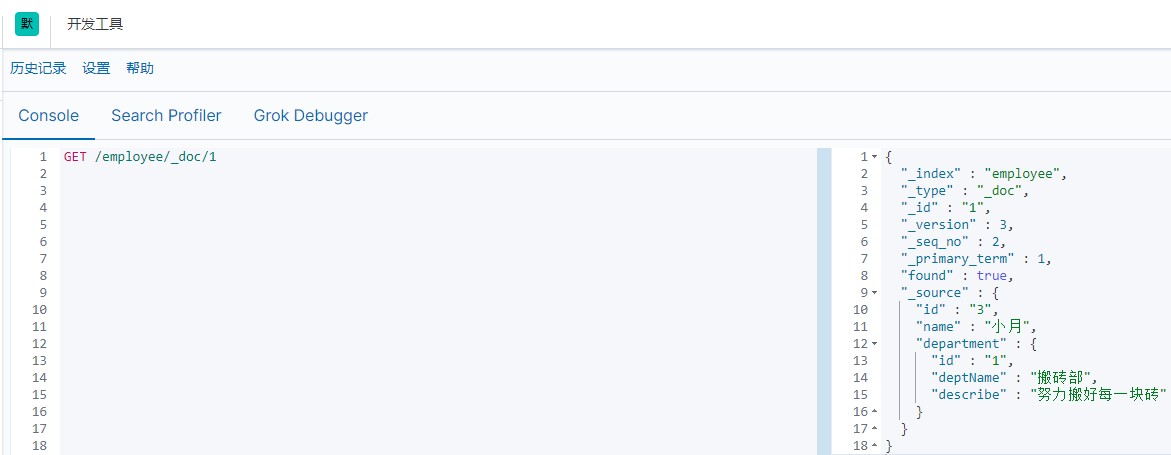 默 开发工具
历史记录 设置 帮助
Console Search Profiler Grok Debugger
1 GET /employee/_doc/1
2
3
4
5
6
7
8
9
10
11
12
13
14
15
16
17
18
1 {
2 "_index" : "employee",
3 "_type" : "_doc",
4 "_id" : "1",
5 "_version" : 3,
6 "_seq_no" : 2,
7 "_primary_term" : 1,
8 "found" : true,
9 "_source" : {
10 "id" : "3",
11 "name" : "小月",
12 "department" : {
13 "id" : "1",
14 "deptName" : "搬砖部",
15 "describe" : "努力搬好每一块砖"
16 }
17 }
18 }